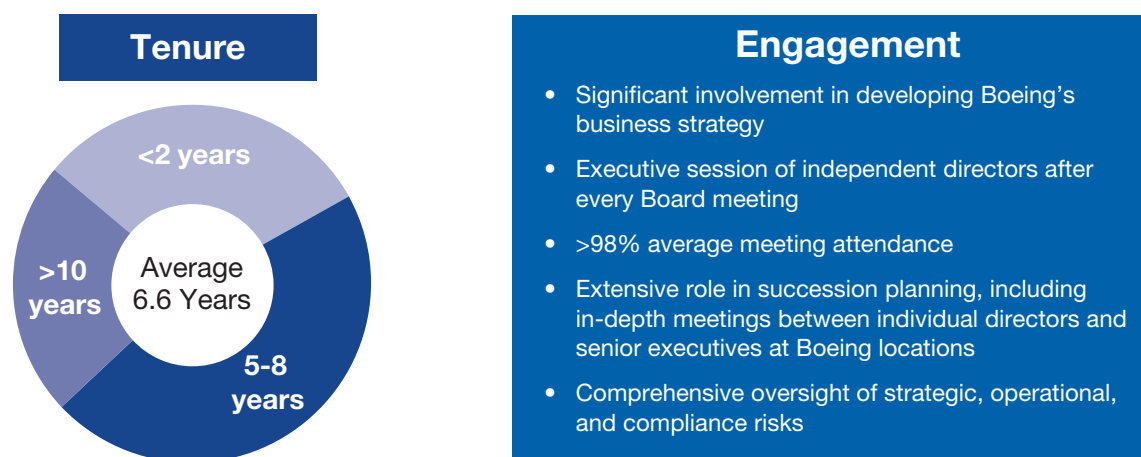 Tenure
<2 years
>10
years
Average
6.6 Years
5-8
years
Engagement
• Significant involvement in developing Boeing's
business strategy
• Executive session of independent directors after
every Board meeting
• >98% average meeting attendance
• Extensive role in succession planning, including
in-depth meetings between individual directors and
senior executives at Boeing locations
• Comprehensive oversight of strategic, operational,
and compliance risks